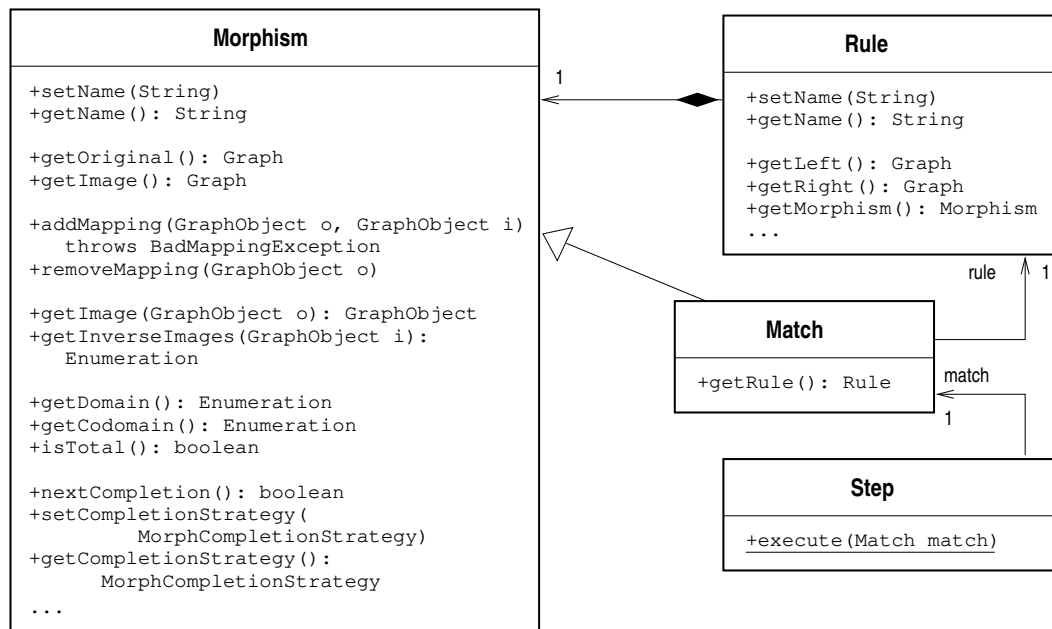 Morphism
+setName(String)
+getName(): String
+getOriginal(): Graph
+getImage(): Graph
+addMapping(GraphObject o, GraphObject i)
throws BadMappingException
+removeMapping(GraphObject o)
+getImage(GraphObject o): GraphObject
+getInverseImages(GraphObject i):
Enumeration
+getDomain(): Enumeration
+getCodomain(): Enumeration
+isTotal(): boolean
+nextCompletion(): boolean
+setCompletionStrategy(
MorphCompletionStrategy)
+getCompletionStrategy():
MorphCompletionStrategy
...
1
Rule
+setName(String)
+getName(): String
+getLeft(): Graph
+getRight(): Graph
+getMorphism(): Morphism
...
rule 1
Match
+getRule(): Rule
match
1
Step
+execute(Match match)